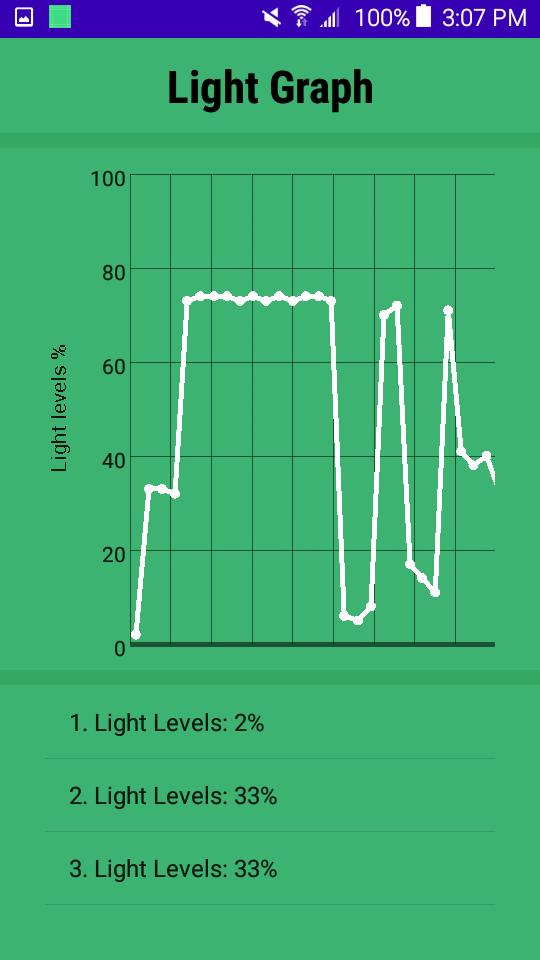 100% 3:07 PM
Light Graph
100
80
60
40
20
0
Light levels %
1. Light Levels: 2%
2. Light Levels: 33%
3. Light Levels: 33%